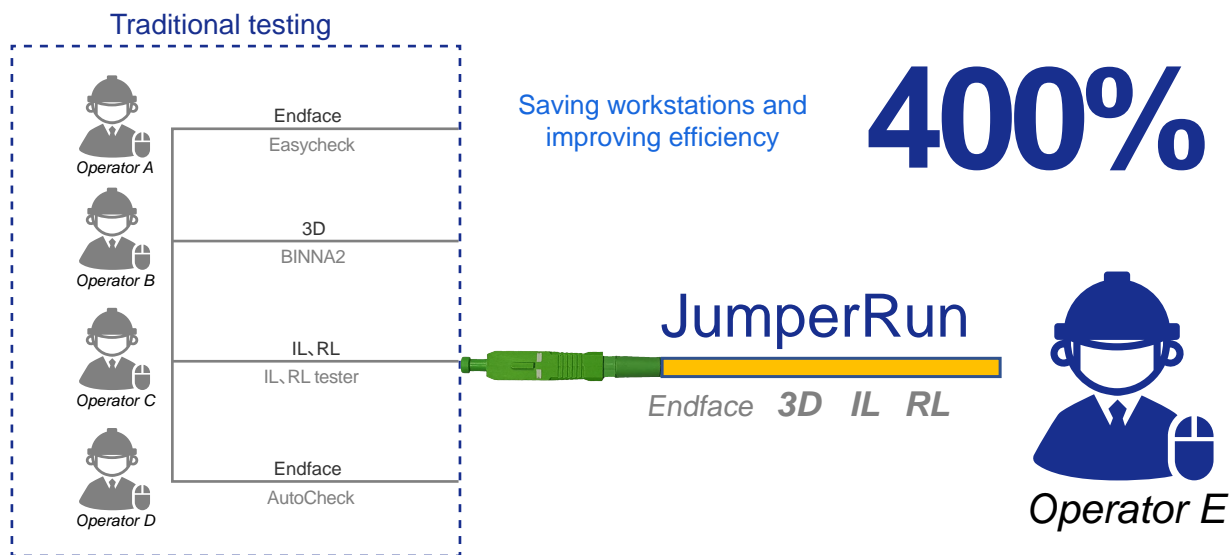 Traditional testing
Operator A
Endface
Easycheck
Operator B
3D
BINNA2
Operator C
IL、RL
IL、RL tester
Operator D
Endface
AutoCheck
Saving workstations and
improving efficiency
400%
JumperRun
Endface 3D IL RL
Operator E